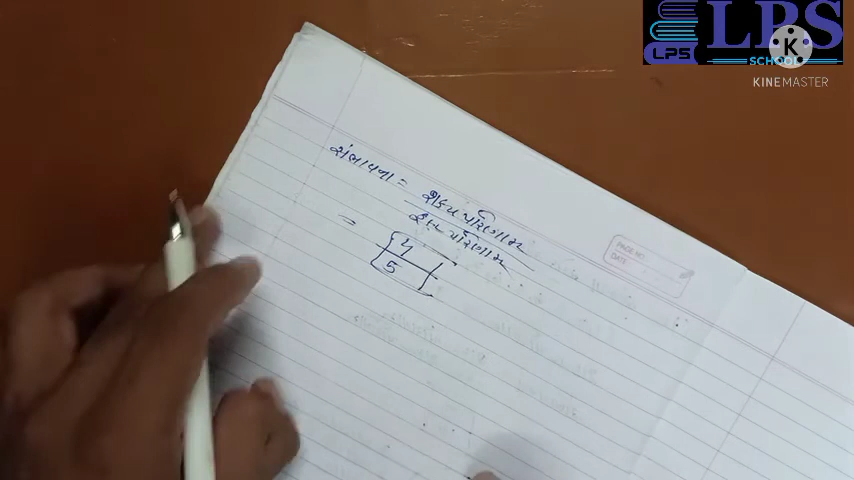 LPS
LPS
SCHOOL
K
KINEMASTER
સંભાવના = શક્ય પરિણામ
કુલ પરિણામ
= 4
5
PAGE NO.
DATE